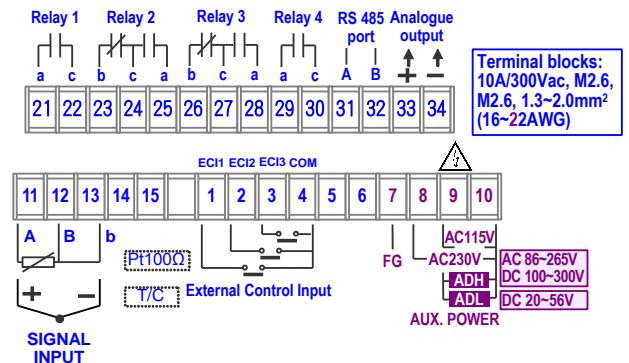 Relay 1 Relay 2 Relay 3 Relay 4 RS 485 port Analogue output
a c b c a b c a a c A B + −
21 22 23 24 25 26 27 28 29 30 31 32 33 34
Terminal blocks:
10A/300Vac, M2.6,
M2.6, 1.3~2.0mm²
(16~22AWG)
ECI1 ECI2 ECI3 COM
11 12 13 14 15 1 2 3 4 5 6 7 8 9 10
A B b
Pt100Ω
T/C
+ −
SIGNAL
INPUT
External Control Input
FG
AC115V
AC230V
ADH
ADL
AC 86~265V
DC 100~300V
DC 20~56V
AUX. POWER